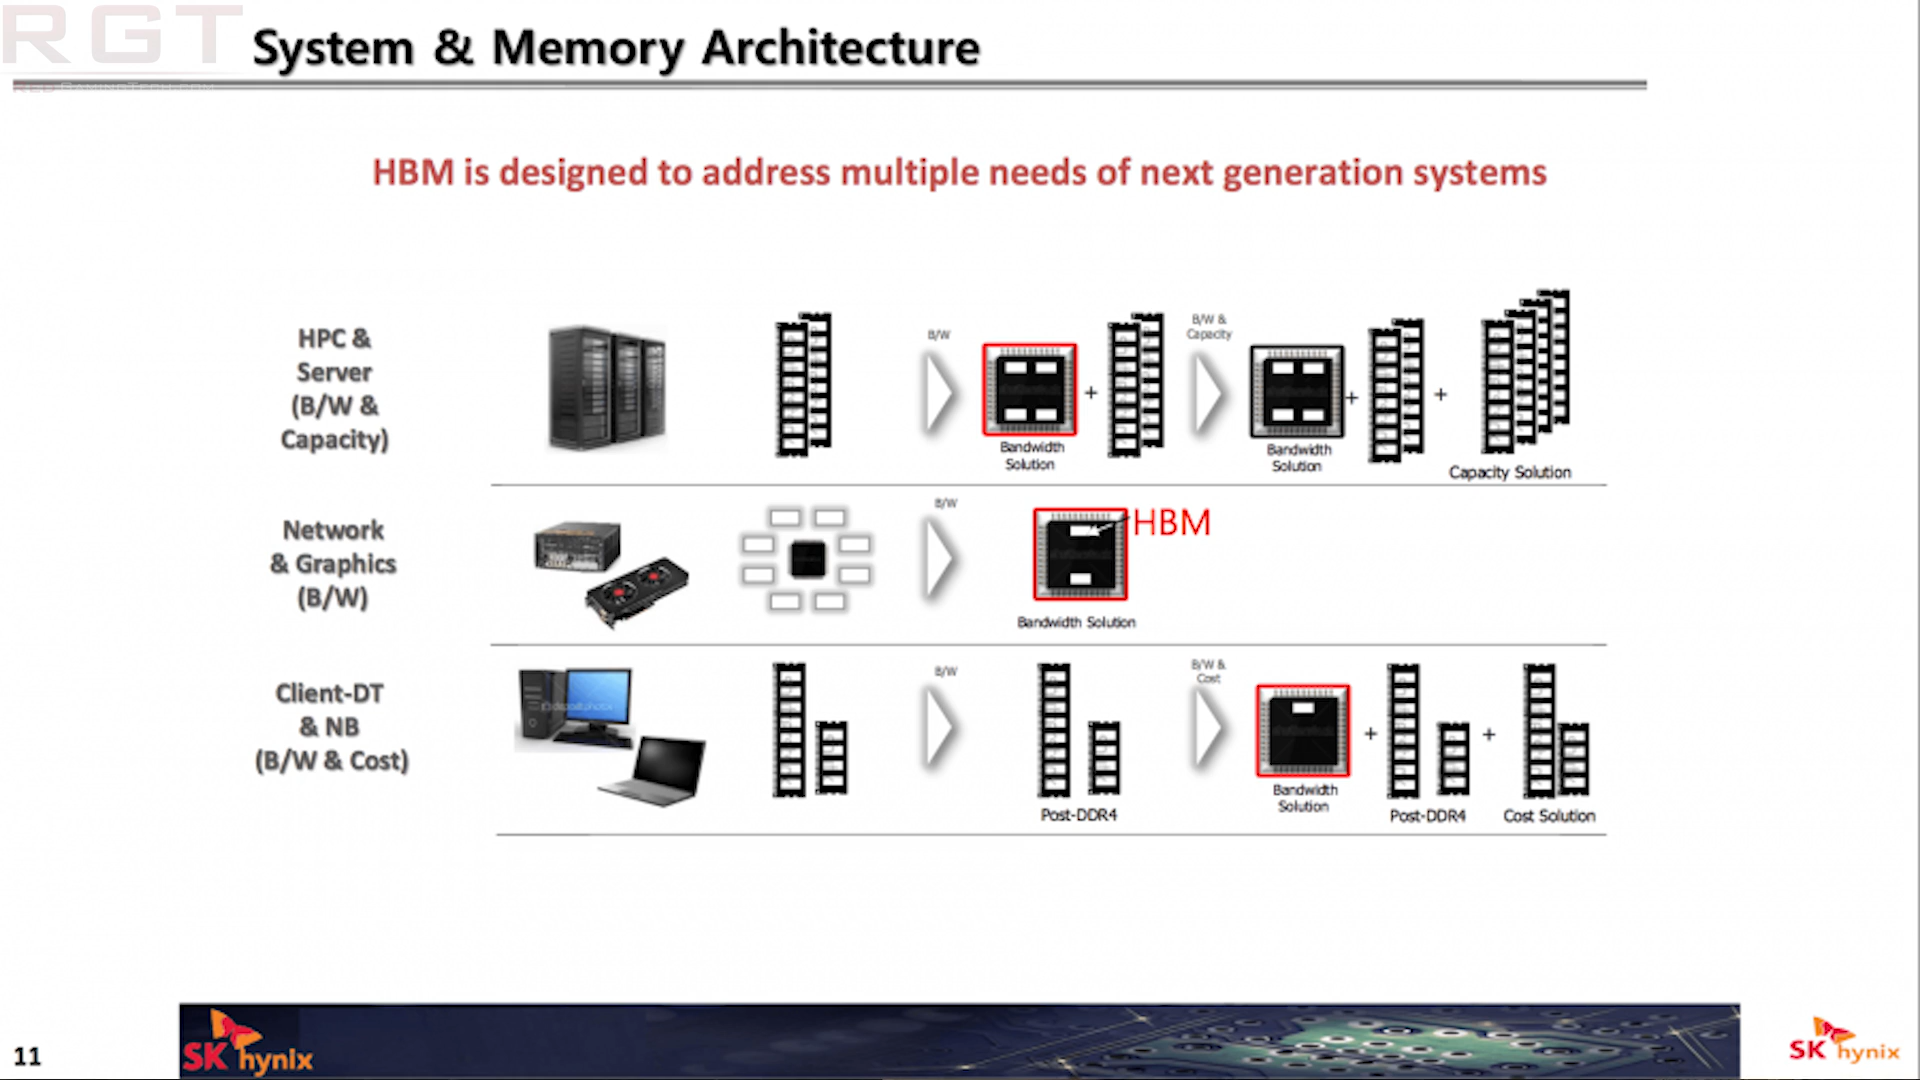 RGT
REDGAMINGTECH.COM
System & Memory Architecture
HBM is designed to address multiple needs of next generation systems
HPC &
Server
(B/W &
Capacity)
B/W
Bandwidth
Solution
+
B/W &
Capacity
Bandwidth
Solution
+
+
Capacity Solution
Network
& Graphics
(B/W)
B/W
HBM
Bandwidth Solution
Client-DT
& NB
(B/W & Cost)
B/W
Post-DDR4
B/W &
Cost
Bandwidth
Solution
+
Post-DDR4
+
Cost Solution
11
SK hynix
SK hynix